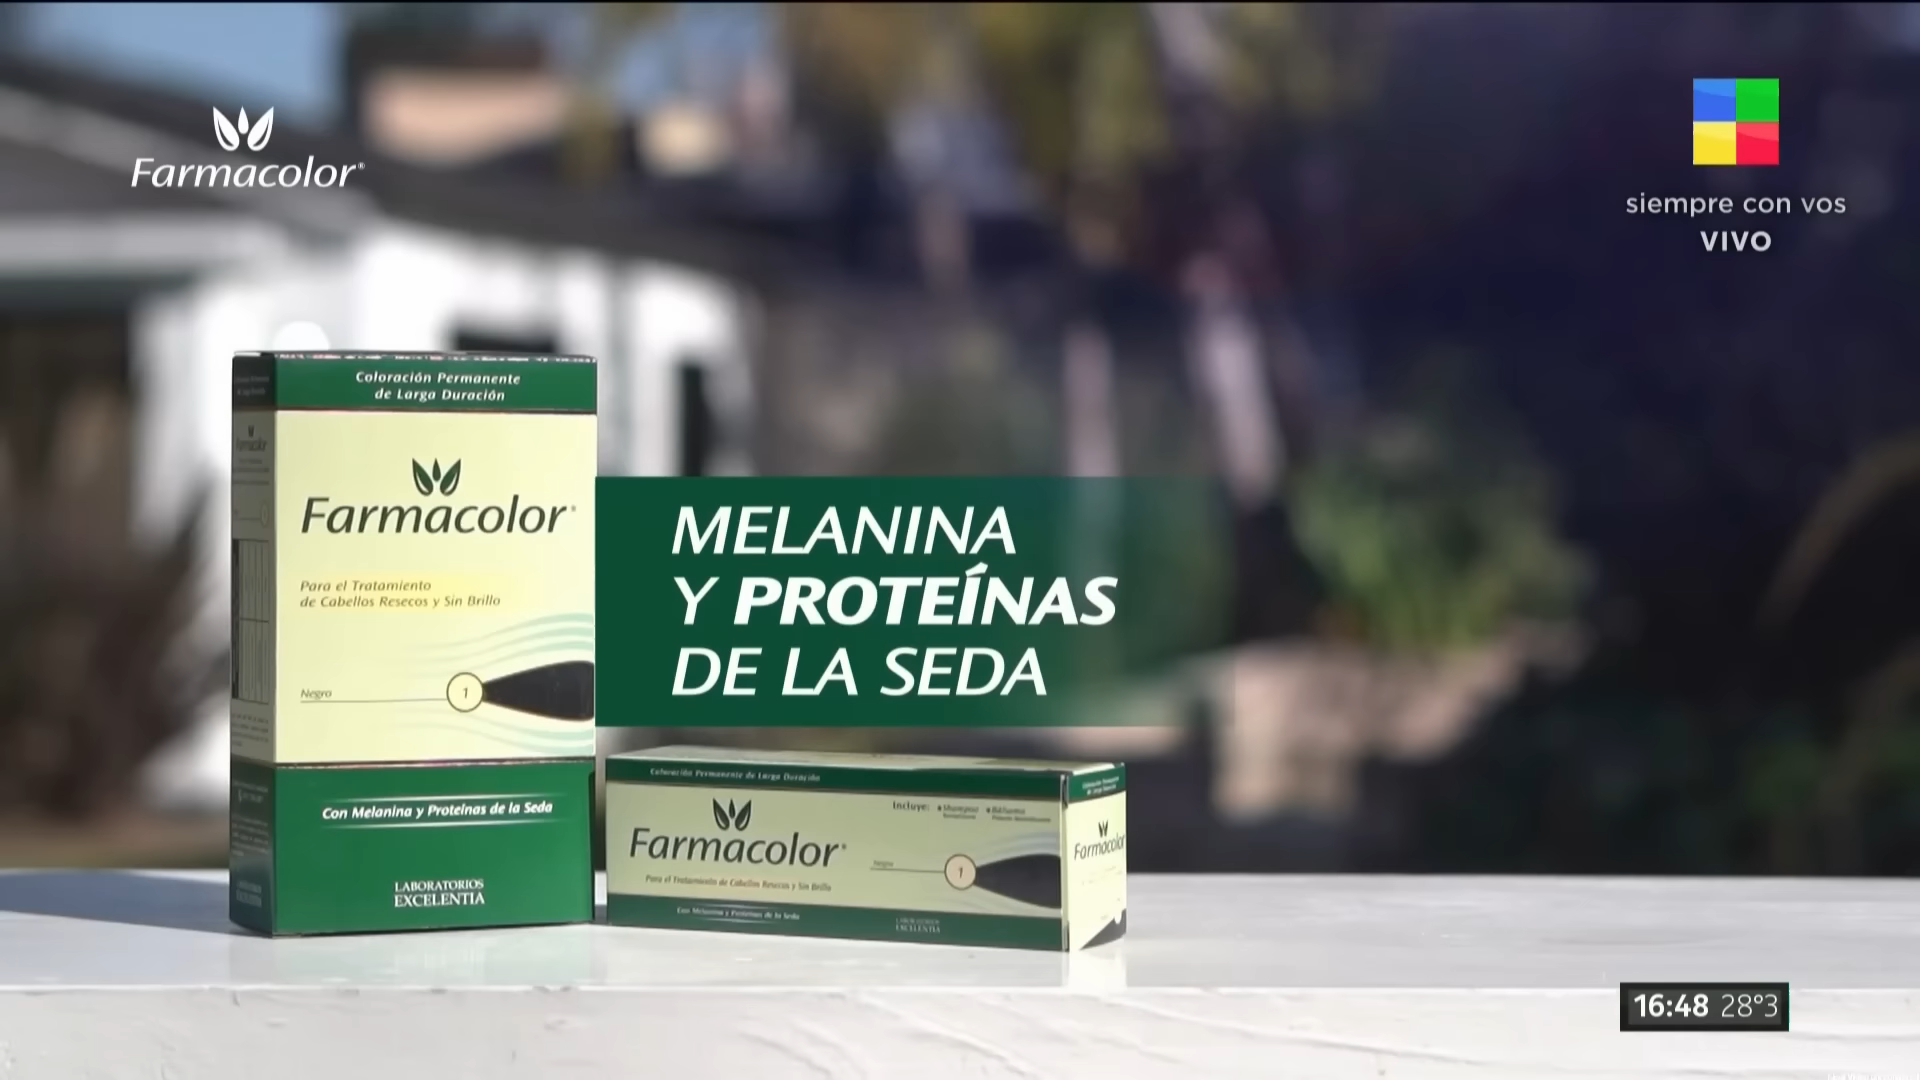 Farmacolor®
siempre con vos
VIVO
Coloración Permanente
de Larga Duración
Farmacolor®
Para el Tratamiento
de Cabellos Resecos y Sin Brillo
Negro
1
Con Melanina y Proteínas de la Seda
LABORATORIOS
EXCELENTIA
MELANINA
Y PROTEÍNAS
DE LA SEDA
Coloración Permanente de Larga Duración
Incluye:
Farmacolor®
Negro
1
Para el Tratamiento de Cabellos Resecos y Sin Brillo
Con Melanina y Proteínas de la Seda
LABORATORIOS
EXCELENTIA
Farmacolor
16:48 28°3